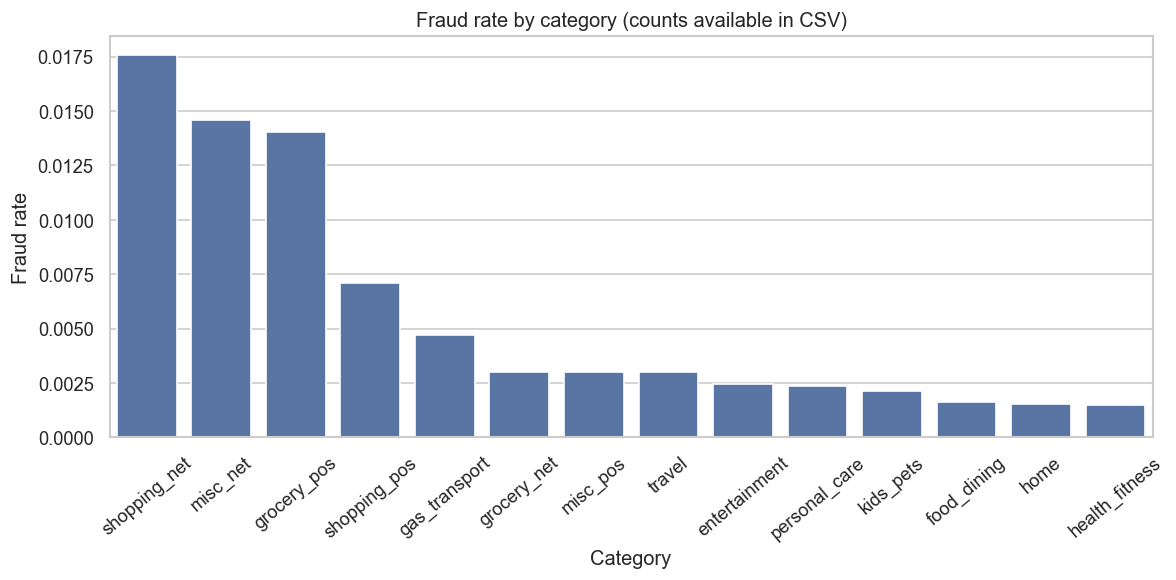 Fraud rate by category (counts available in CSV)
Fraud rate
0.0175
0.0150
0.0125
0.0100
0.0075
0.0050
0.0025
0.0000
shopping_net
misc_net
grocery_pos
shopping_pos
gas_transport
grocery_net
misc_pos
travel
entertainment
personal_care
kids_pets
food_dining
home
health_fitness
Category